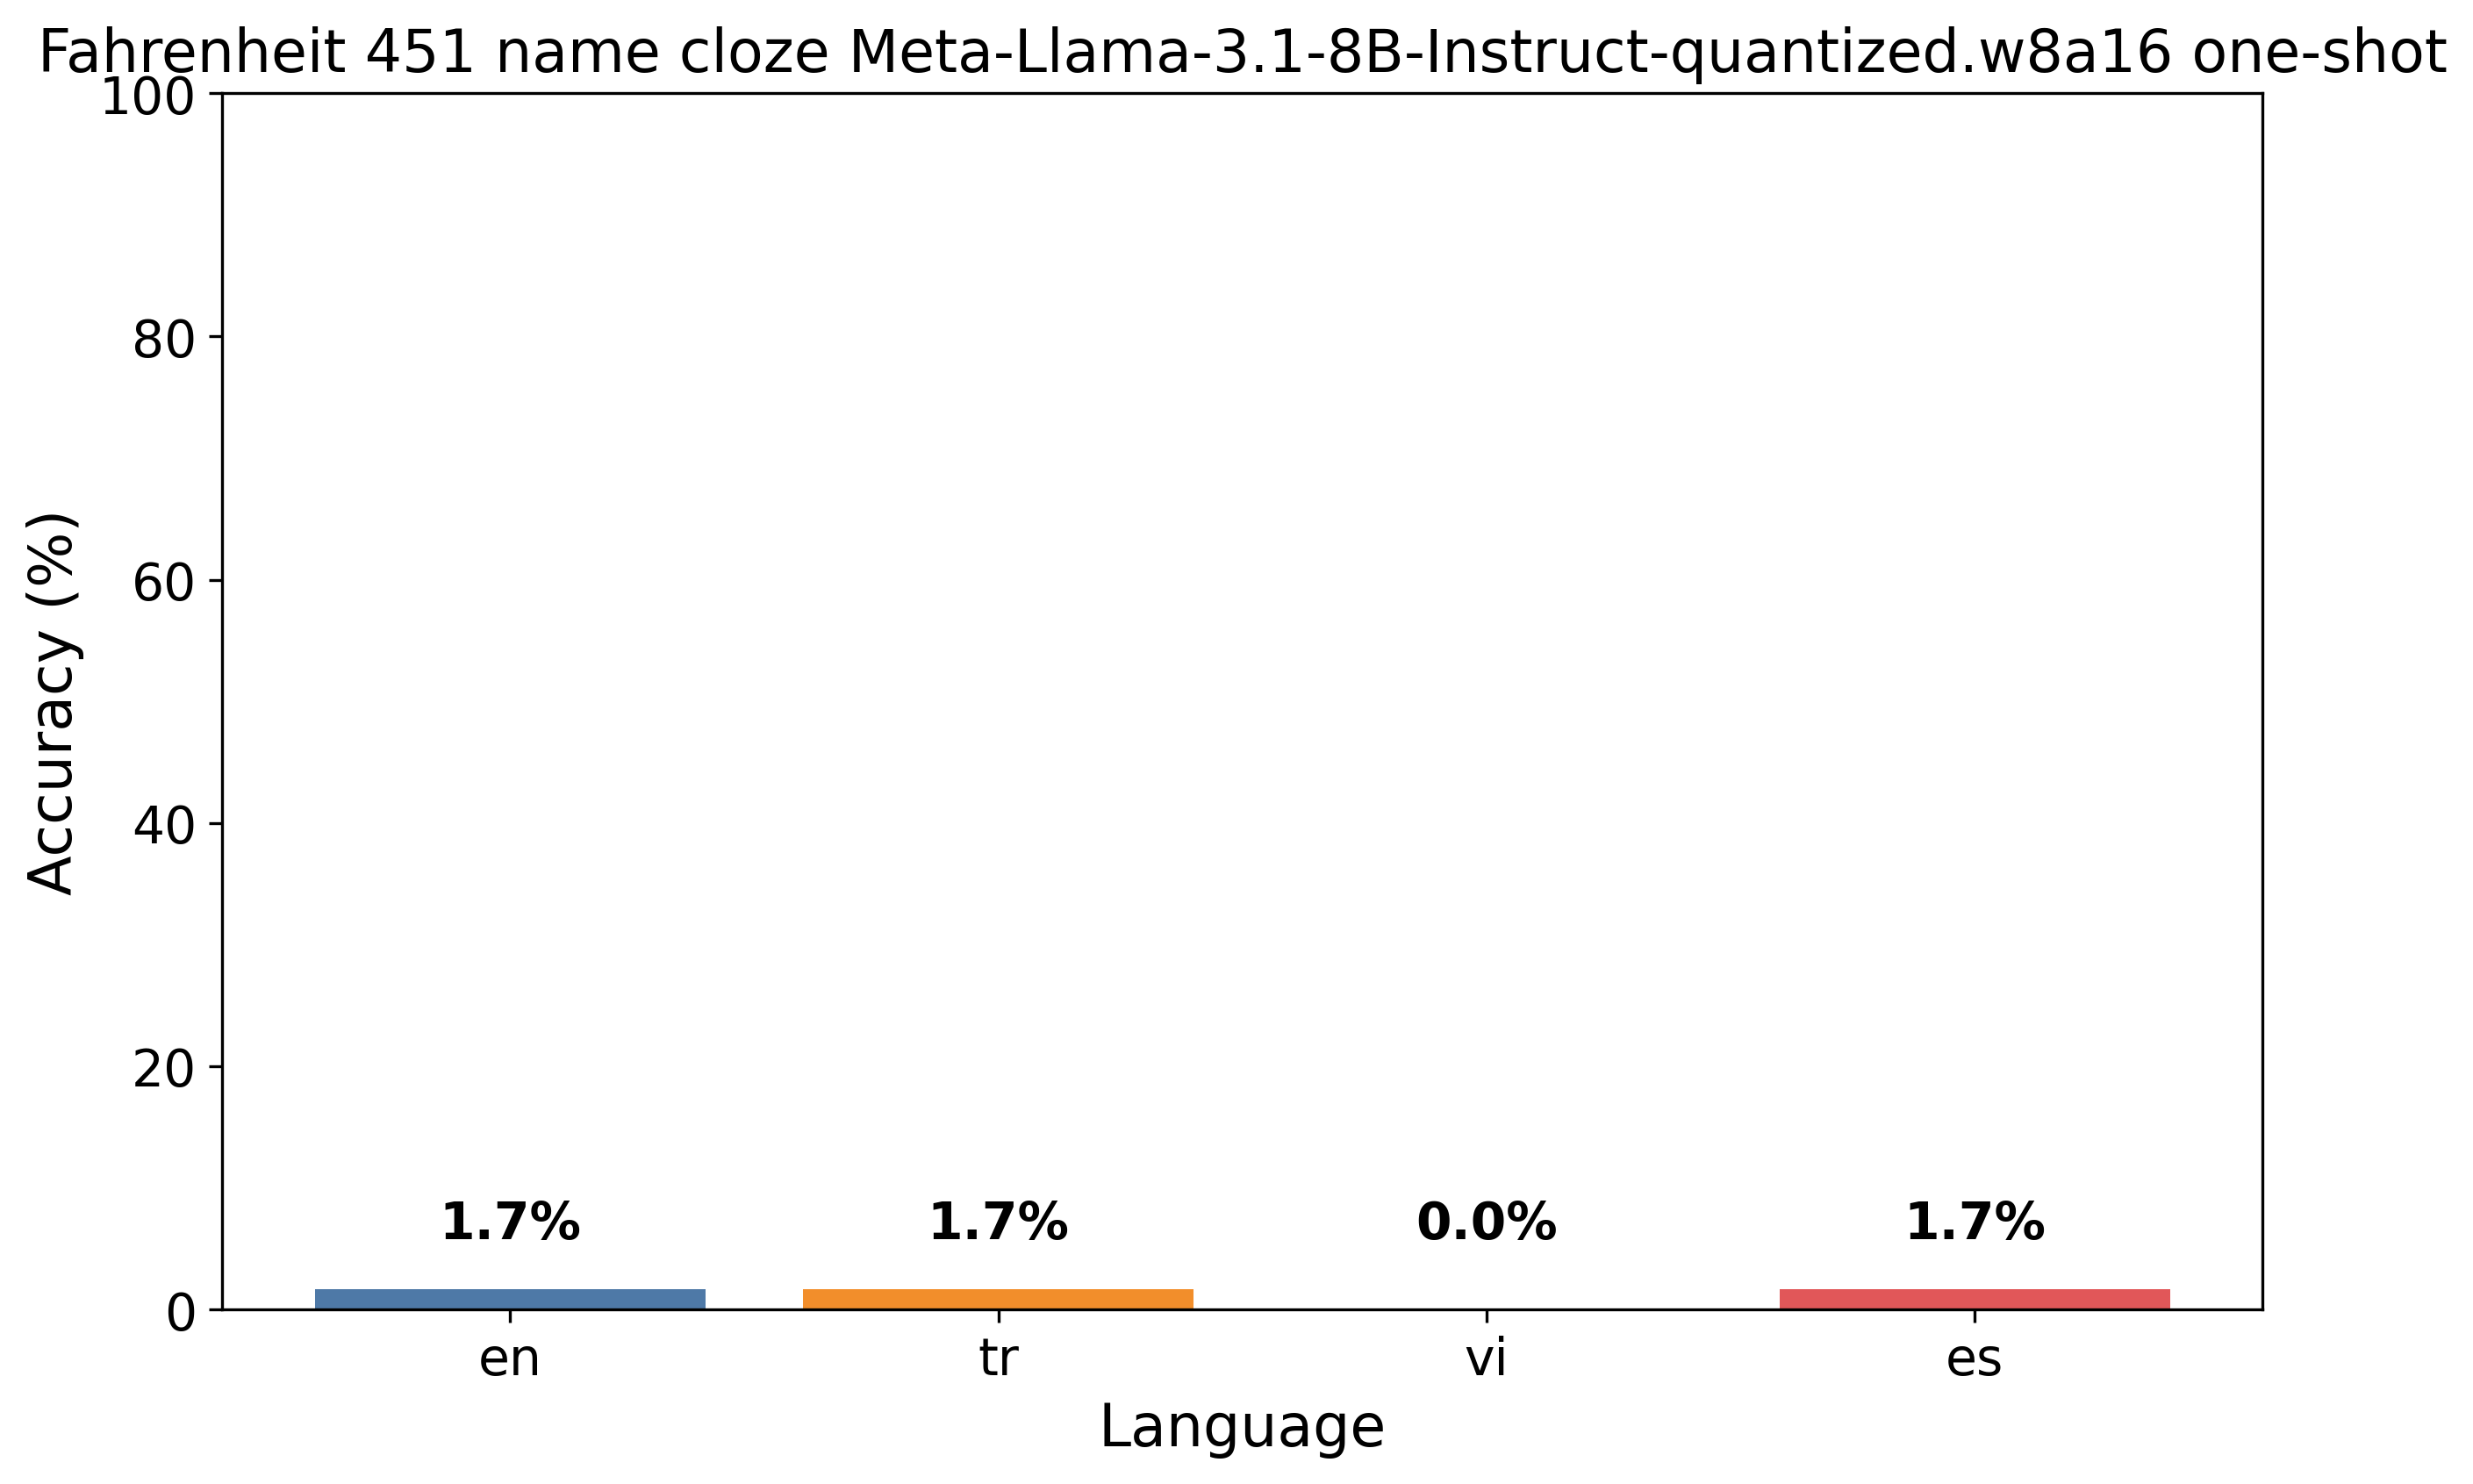 Fahrenheit 451 name cloze Meta-Llama-3.1-8B-Instruct-quantized.w8a16 one-shot
100
80
60
40
20
0
Accuracy (%)
1.7%
1.7%
0.0%
1.7%
en
tr
vi
es
Language